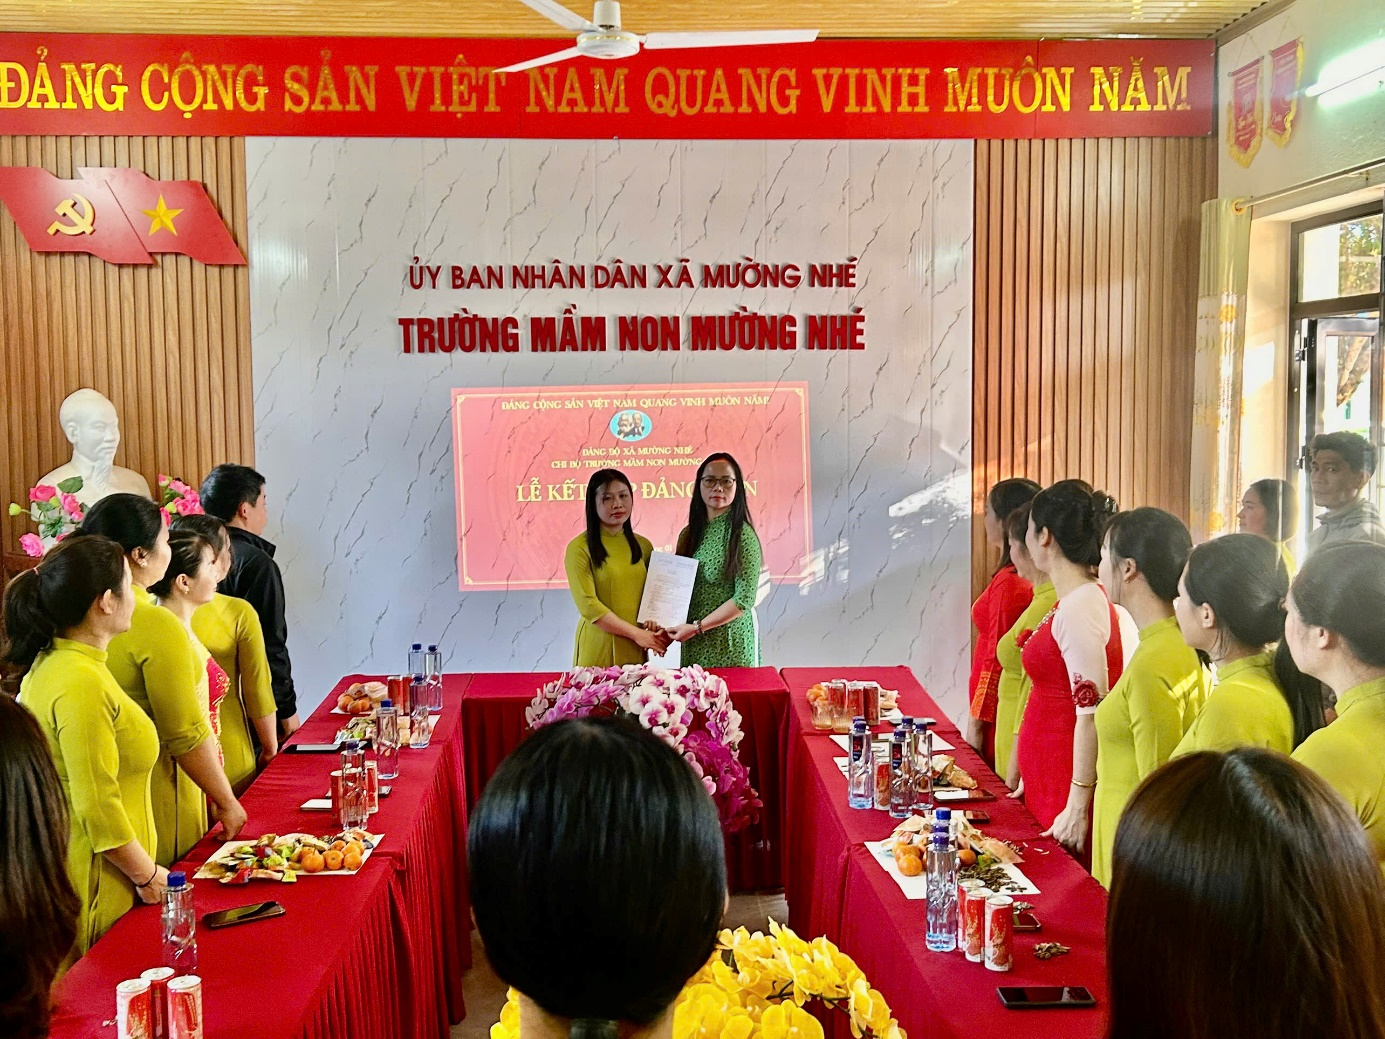 ĐẢNG CỘNG SẢN VIỆT NAM QUANG VINH MUÔN NĂM
ỦY BAN NHÂN DÂN XÃ MƯỜNG NHÉ
TRƯỜNG MẦM NON MƯỜNG NHÉ
ĐẢNG CỘNG SẢN VIỆT NAM QUANG VINH MUÔN NĂM!
ĐẢNG BỘ XÃ MƯỜNG NHÉ
CHI BỘ TRƯỜNG MẦM NON MƯỜNG
LỄ KẾT ĐẢNG